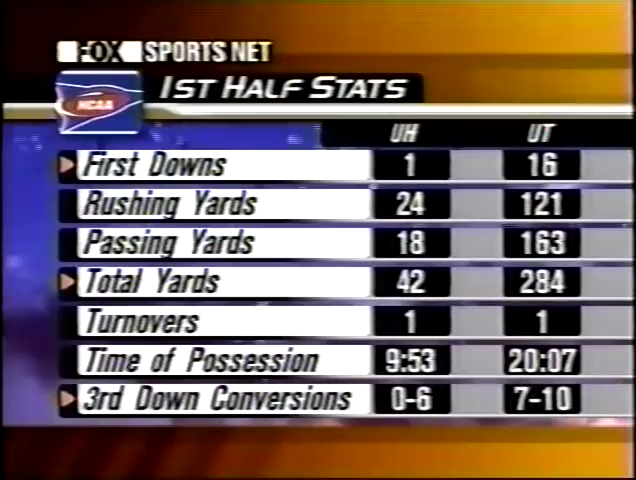 FOX SPORTS NET
NCAA
1ST HALF STATS
UH UT
First Downs 1 16
Rushing Yards 24 121
Passing Yards 18 163
Total Yards 42 284
Turnovers 1 1
Time of Possession 9:53 20:07
3rd Down Conversions 0-6 7-10